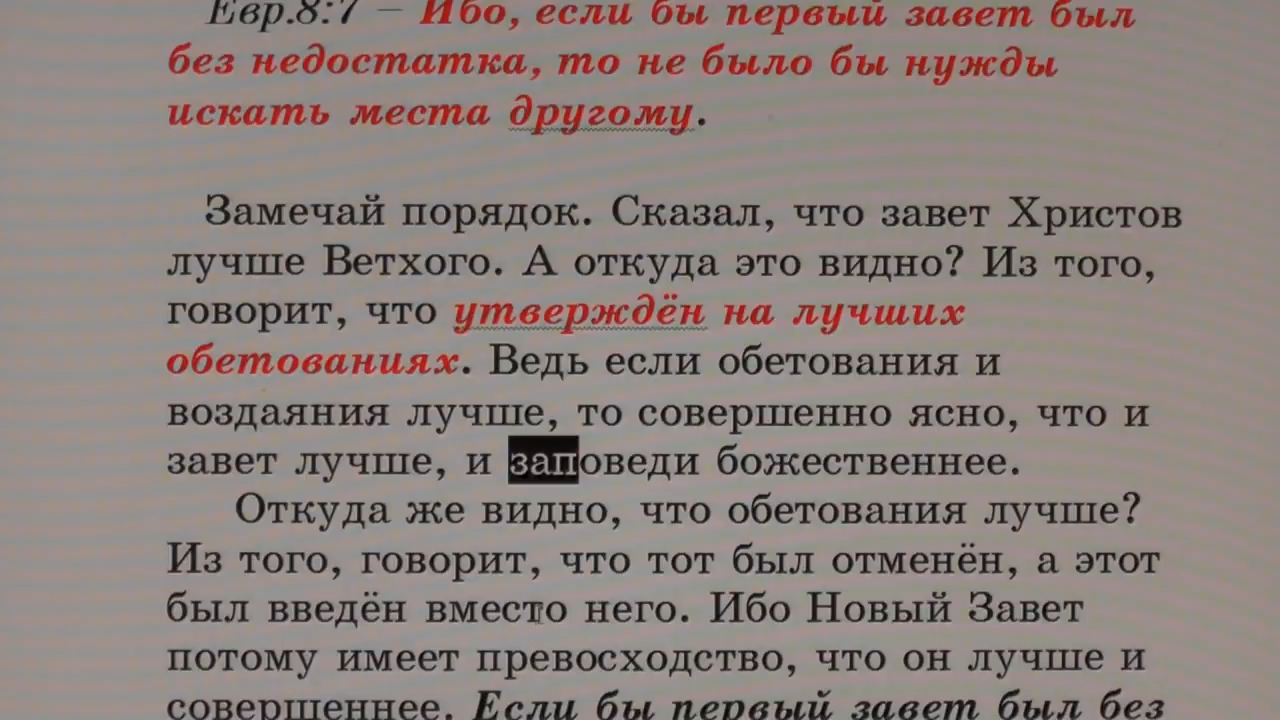 Евр.8:7 – Ибо, если бы первый завет был
без недостатка, то не было бы нужды
искать места другому.
Замечай порядок. Сказал, что завет Христов
лучше Ветхого. А откуда это видно? Из того,
говорит, что утверждён на лучших
обетованиях. Ведь если обетования и
воздаяния лучше, то совершенно ясно, что и
завет лучше, и заповеди божественнее.
Откуда же видно, что обетования лучше?
Из того, говорит, что тот был отменён, а этот
был введён вместо него. Ибо Новый Завет
потому имеет превосходство, что он лучше и
совершеннее. Если бы первый завет был без